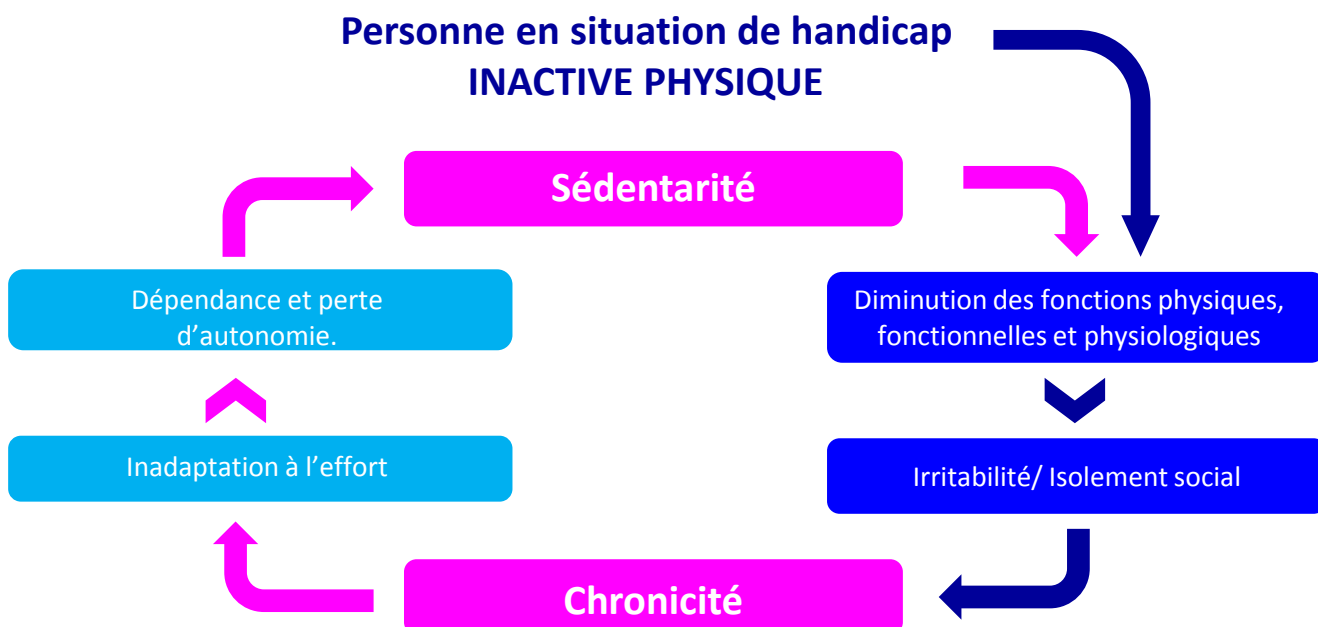 Personne en situation de handicap
INACTIVE PHYSIQUE
Sédentarité
Dépendance et perte
d’autonomie.
Diminution des fonctions physiques,
fonctionnelles et physiologiques
Inadaptation à l’effort
Irritabilité/ Isolement social
Chronicité